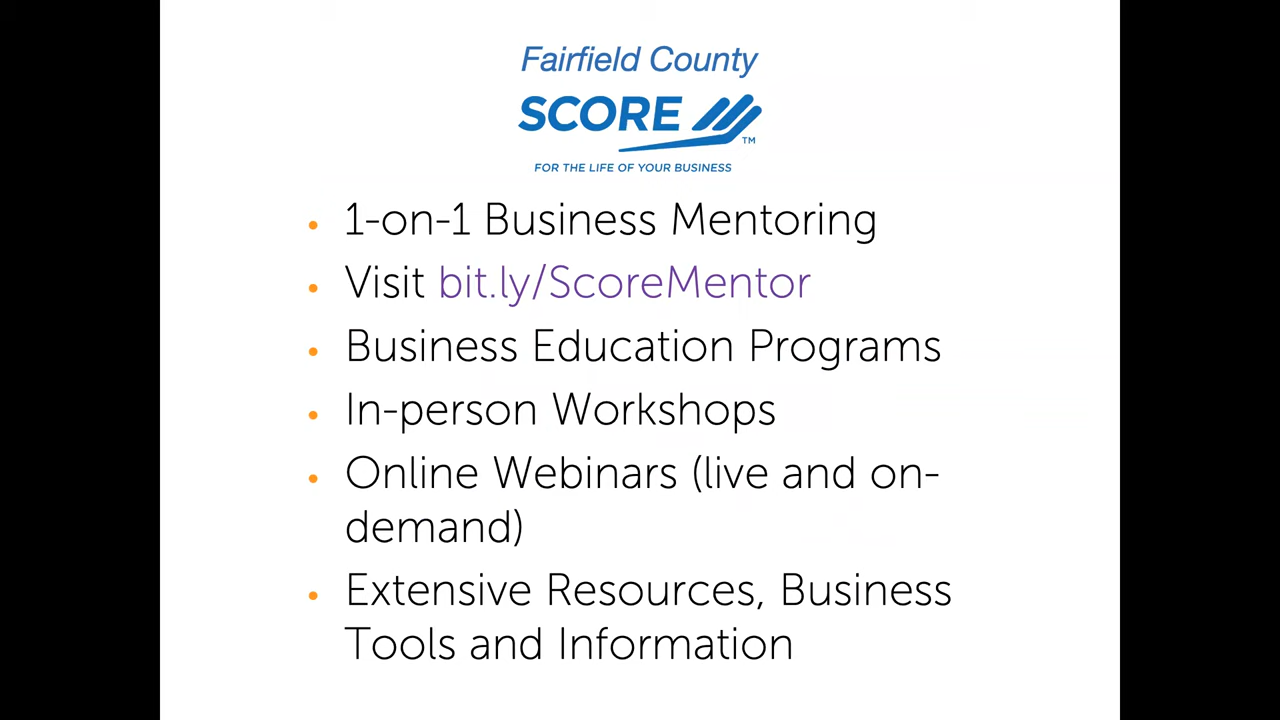 Fairfield County
SCORE
TM
FOR THE LIFE OF YOUR BUSINESS
• 1-on-1 Business Mentoring
• Visit bit.ly/ScoreMentor
• Business Education Programs
• In-person Workshops
• Online Webinars (live and on-
demand)
• Extensive Resources, Business
Tools and Information